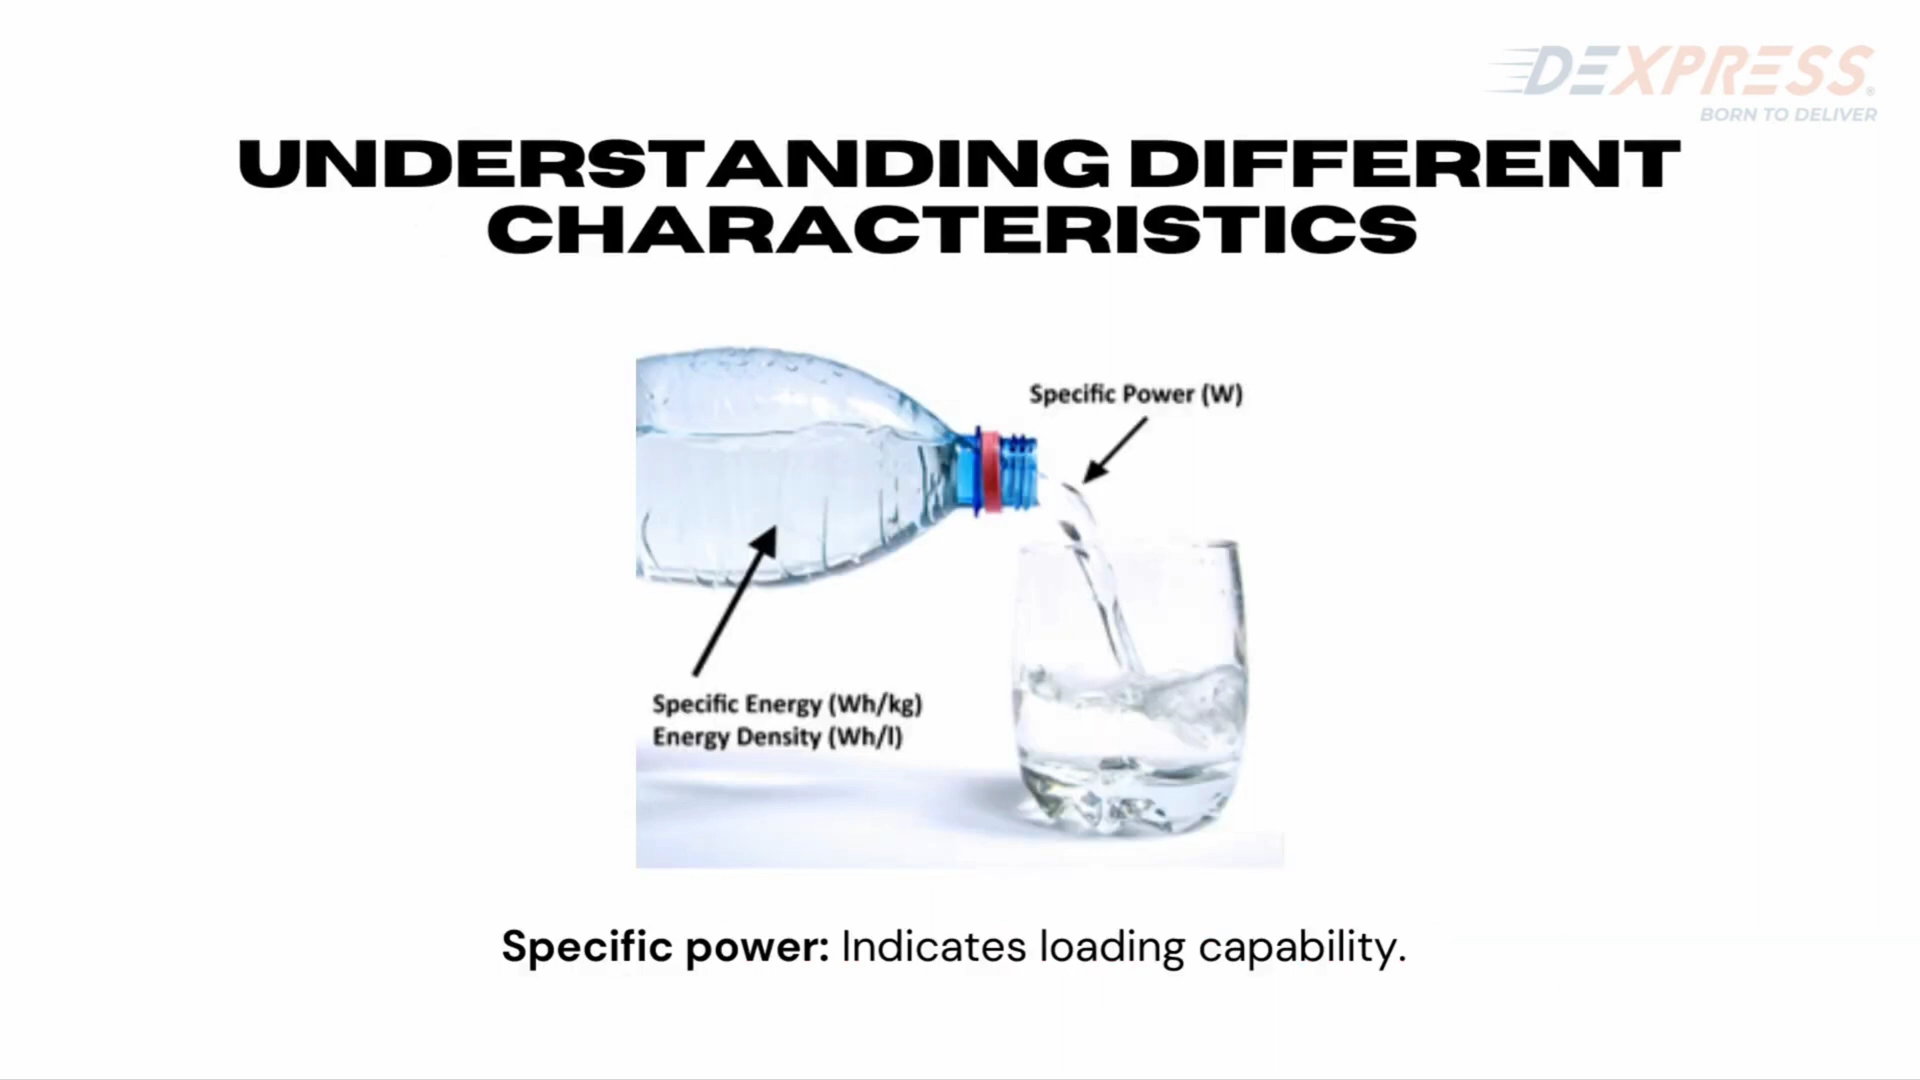 DEXPRESS®
BORN TO DELIVER
UNDERSTANDING DIFFERENT
CHARACTERISTICS
Specific Power (W)
Specific Energy (Wh/kg)
Energy Density (Wh/l)
Specific power: Indicates loading capability.